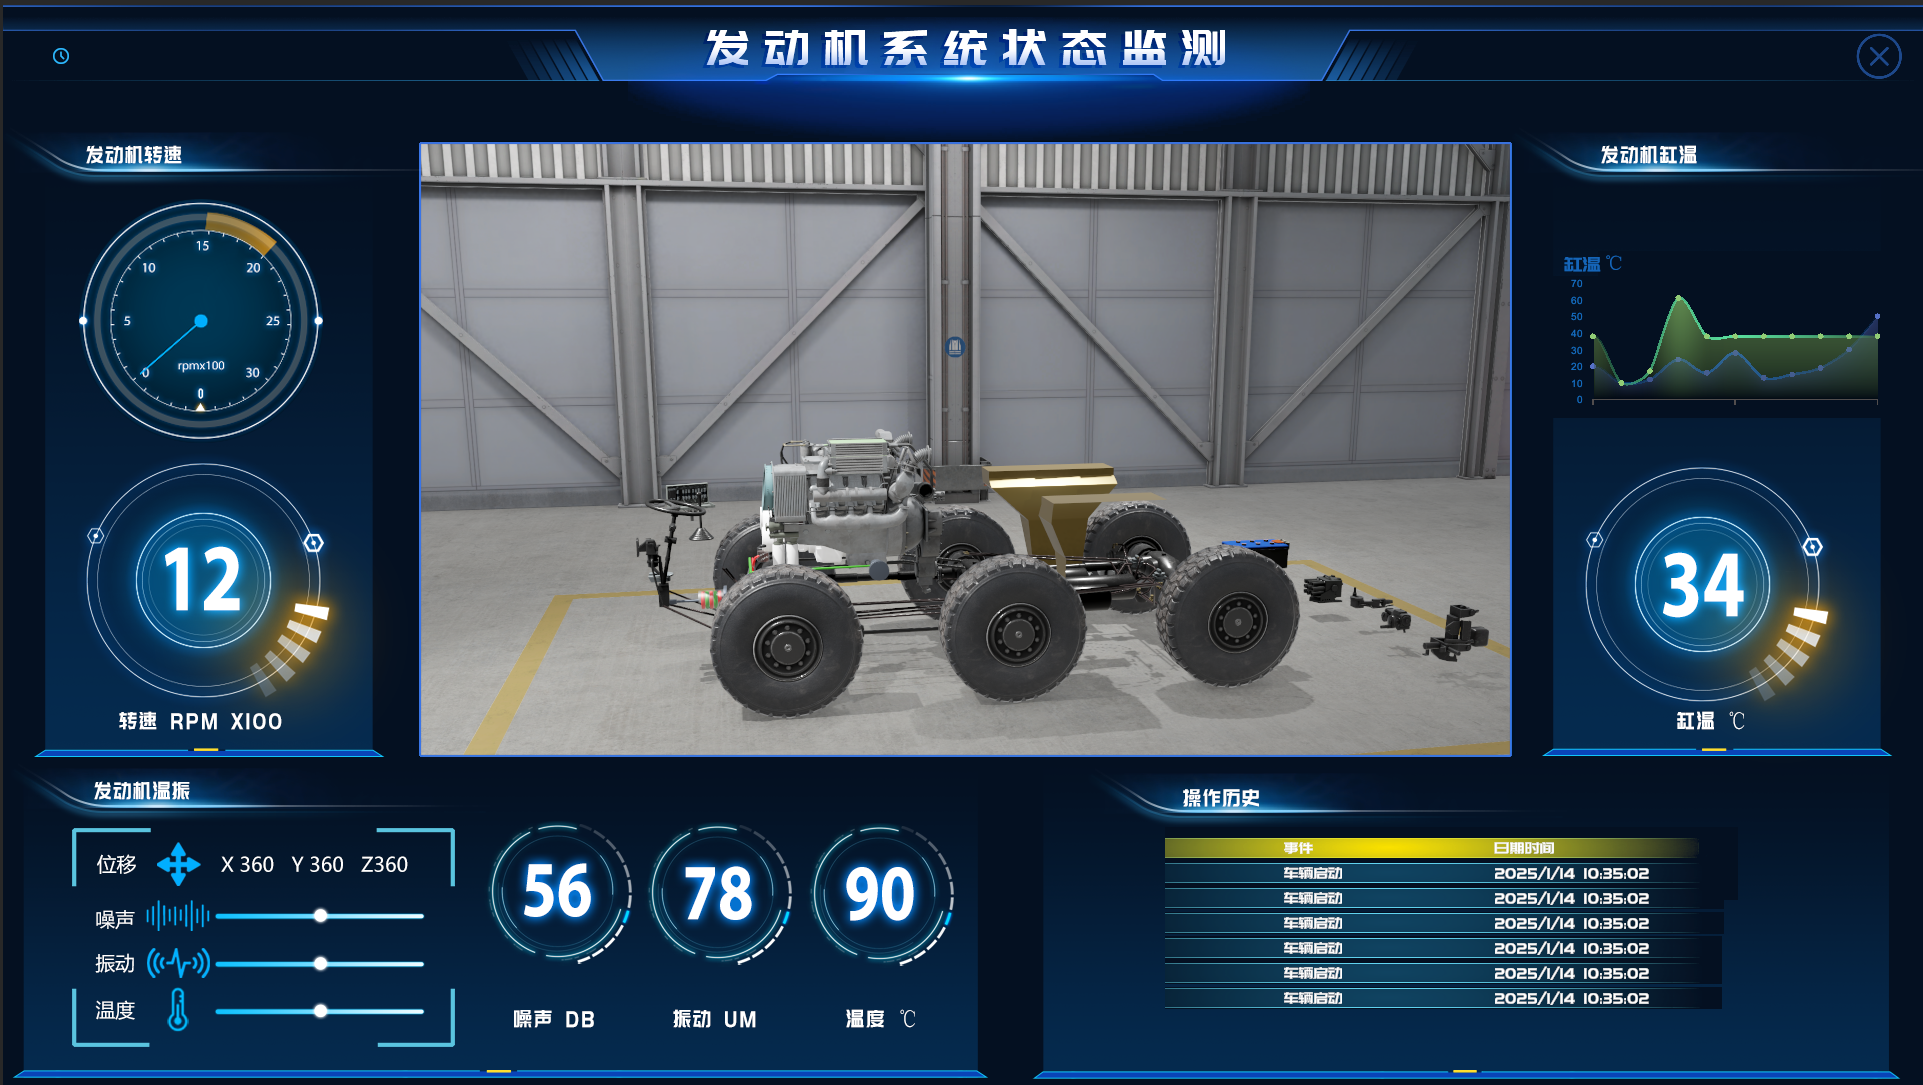 发动机系统状态监测
发动机转速
15
10
20
5
25
rpmx100
0
30
0
12
转速 RPM X100
发动机缸温
缸温 ℃
70
60
50
40
30
20
10
0
34
缸温 ℃
发动机温振
位移 X 360 Y 360 Z360
噪声
振动
温度
56
78
90
噪声 DB
振动 UM
温度 ℃
操作历史
事件 日期时间
车辆启动 2025/1/14 10:35:02
车辆启动 2025/1/14 10:35:02
车辆启动 2025/1/14 10:35:02
车辆启动 2025/1/14 10:35:02
车辆启动 2025/1/14 10:35:02
车辆启动 2025/1/14 10:35:02